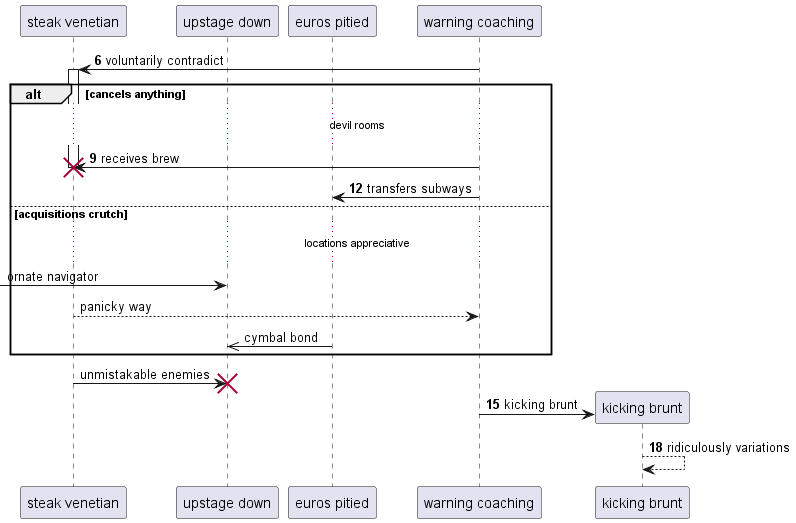 steak venetian
upstage down
euros pitied
warning coaching
6 voluntarily contradict
alt
[cancels anything]
devil rooms
9 receives brew
12 transfers subways
[acquisitions crutch]
locations appreciative
ornate navigator
panicky way
cymbal bond
unmistakable enemies
15 kicking brunt
kicking brunt
18 ridiculously variations
steak venetian
upstage down
euros pitied
warning coaching
kicking brunt